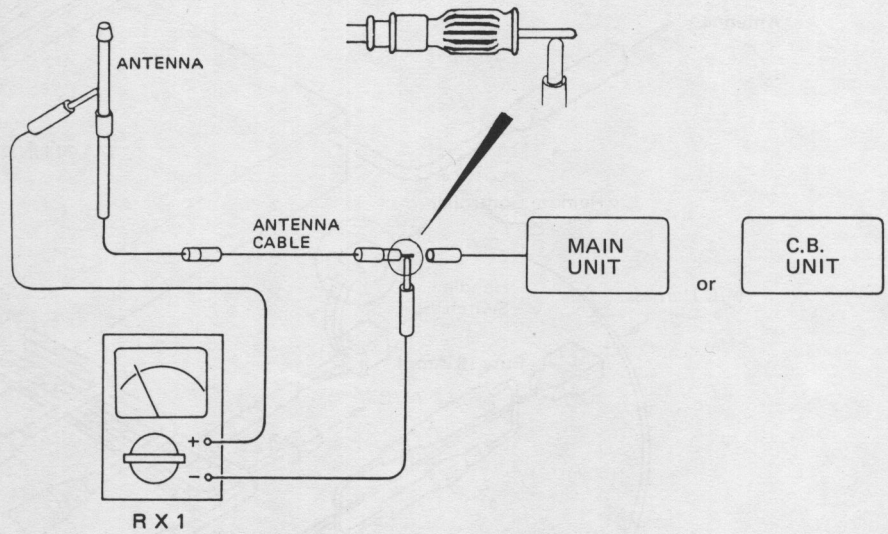 ANTENNA
ANTENNA
CABLE
MAIN
UNIT
or
C.B.
UNIT
+
−
R X 1